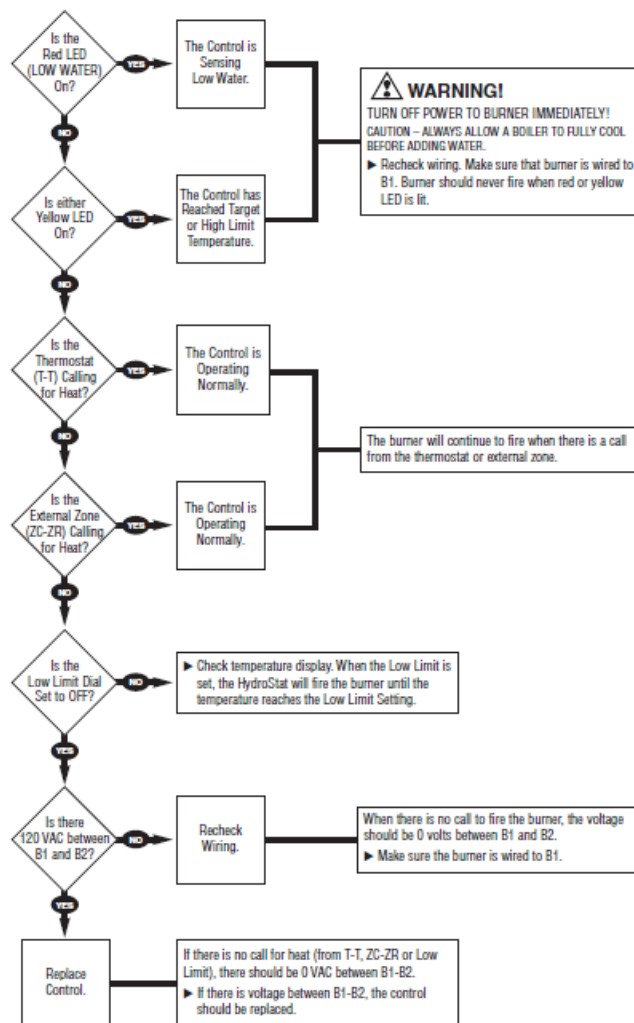 Is the
Red LED
(LOW WATER)
On?
YES
The Control is
Sensing
Low Water.
WARNING!
TURN OFF POWER TO BURNER IMMEDIATELY!
CAUTION – ALWAYS ALLOW A BOILER TO FULLY COOL
BEFORE ADDING WATER.
► Recheck wiring. Make sure that burner is wired to
B1. Burner should never fire when red or yellow
LED is lit.
NO
Is either
Yellow LED
On?
YES
The Control has
Reached Target
or High Limit
Temperature.
NO
Is the
Thermostat
(T-T) Calling
for Heat?
YES
The Control is
Operating
Normally.
The burner will continue to fire when there is a call
from the thermostat or external zone.
NO
Is the
External Zone
(ZC-ZR) Calling
for Heat?
YES
The Control is
Operating
Normally.
NO
Is the
Low Limit Dial
Set to OFF?
NO
► Check temperature display. When the Low Limit is
set, the HydroStat will fire the burner until the
temperature reaches the Low Limit Setting.
YES
Is there
120 VAC between
B1 and B2?
NO
Recheck
Wiring.
When there is no call to fire the burner, the voltage
should be 0 volts between B1 and B2.
► Make sure the burner is wired to B1.
YES
Replace
Control.
If there is no call for heat (from T-T, ZC-ZR or Low
Limit), there should be 0 VAC between B1-B2.
► If there is voltage between B1-B2, the control
should be replaced.